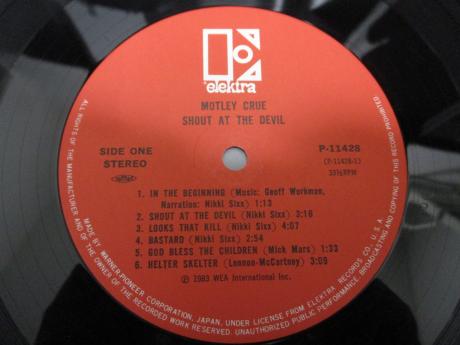 elektra
MOTLEY CRUE
SHOUT AT THE DEVIL
SIDE ONE
STEREO
P-11428
(P-11428-1)
33⅓RPM
1. IN THE BEGINNING (Music: Geoff Workman,
Narration: Nikki Sixx) 1:13
2. SHOUT AT THE DEVIL (Nikki Sixx) 3:16
3. LOOKS THAT KILL (Nikki Sixx) 4:07
4. BASTARD (Nikki Sixx) 2:54
5. GOD BLESS THE CHILDREN (Mick Mars) 1:33
6. HELTER SKELTER (Lennon-McCartney) 3:09
Ⓟ 1983 WEA International Inc.
ALL RIGHTS OF THE MANUFACTURER AND OF THE OWNER OF THE RECORDED WORK RESERVED. UNAUTHORIZED PUBLIC PERFORMANCE, BROADCASTING AND COPYING OF THIS RECORD PROHIBITED.
MFD. BY WARNER-PIONEER CORPORATION, JAPAN, UNDER LICENSE FROM ELEKTRA RECORDS CO., U.S.A.